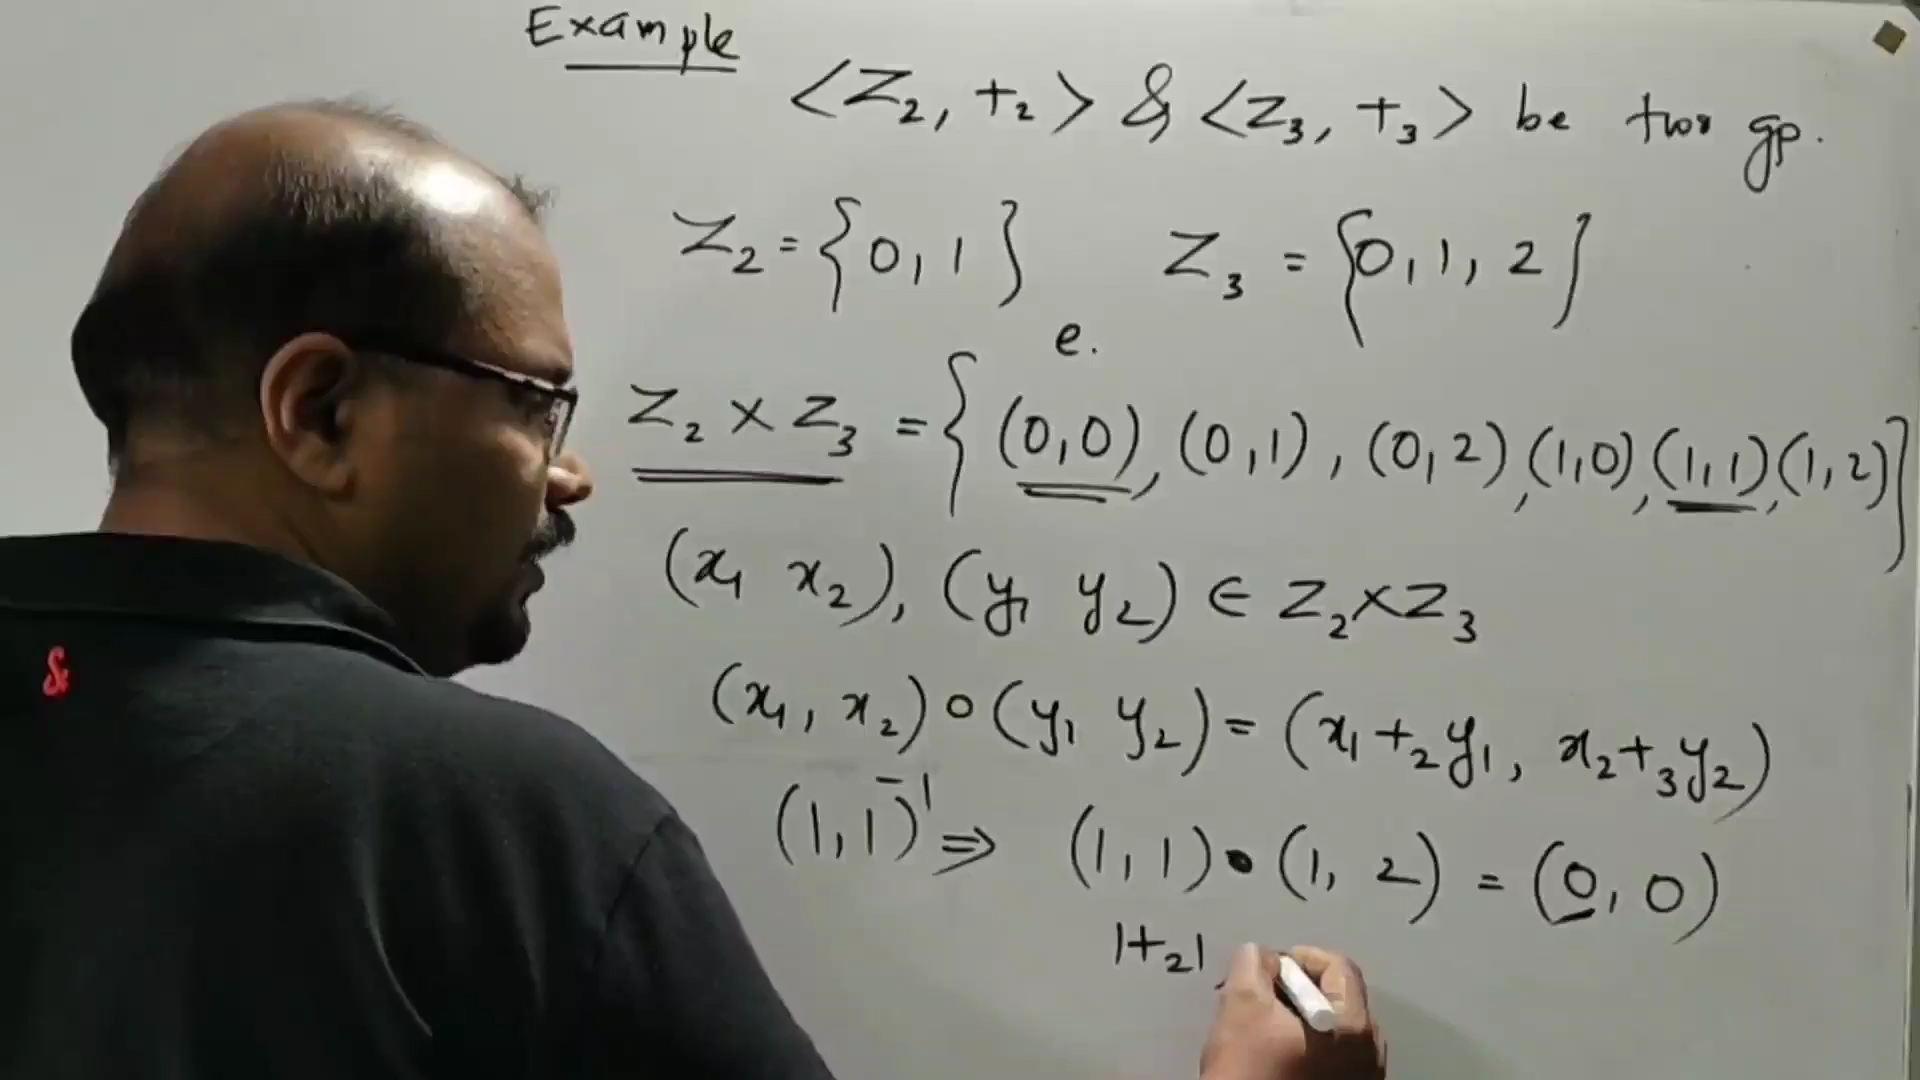 Example
<Z₂, +₂> & <Z₃, +₃> be two gp.
Z₂ = {0, 1} Z₃ = {0, 1, 2}
e.
Z₂ × Z₃ = {(0,0), (0,1), (0,2), (1,0), (1,1), (1,2)}
(x₁ x₂), (y₁ y₂) ∈ Z₂×Z₃
(x₁, x₂) ∘ (y₁ y₂) = (x₁ +₂ y₁, x₂ +₃ y₂)
(1,1)⁻¹ ⇒ (1,1) • (1, 2) = (0, 0)
1+₂1,